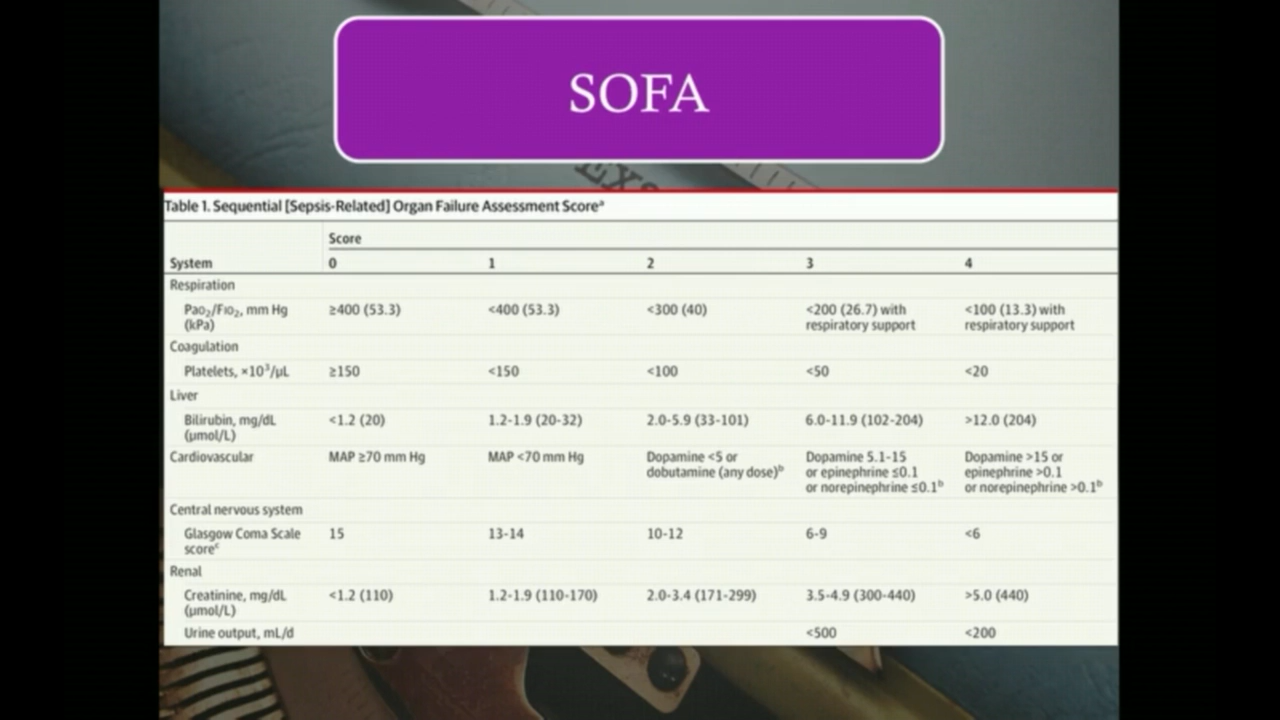 SOFA
EXS
Table 1. Sequential [Sepsis-Related] Organ Failure Assessment Scoreᵃ
Score
System 0 1 2 3 4
Respiration
Pao₂/Fio₂, mm Hg (kPa) ≥400 (53.3) <400 (53.3) <300 (40) <200 (26.7) with respiratory support <100 (13.3) with respiratory support
Coagulation
Platelets, ×10³/μL ≥150 <150 <100 <50 <20
Liver
Bilirubin, mg/dL (μmol/L) <1.2 (20) 1.2-1.9 (20-32) 2.0-5.9 (33-101) 6.0-11.9 (102-204) >12.0 (204)
Cardiovascular MAP ≥70 mm Hg MAP <70 mm Hg Dopamine <5 or dobutamine (any dose)ᵇ Dopamine 5.1-15 or epinephrine ≤0.1 or norepinephrine ≤0.1ᵇ Dopamine >15 or epinephrine >0.1 or norepinephrine >0.1ᵇ
Central nervous system
Glasgow Coma Scale scoreᶜ 15 13-14 10-12 6-9 <6
Renal
Creatinine, mg/dL (μmol/L) <1.2 (110) 1.2-1.9 (110-170) 2.0-3.4 (171-299) 3.5-4.9 (300-440) >5.0 (440)
Urine output, mL/d <500 <200